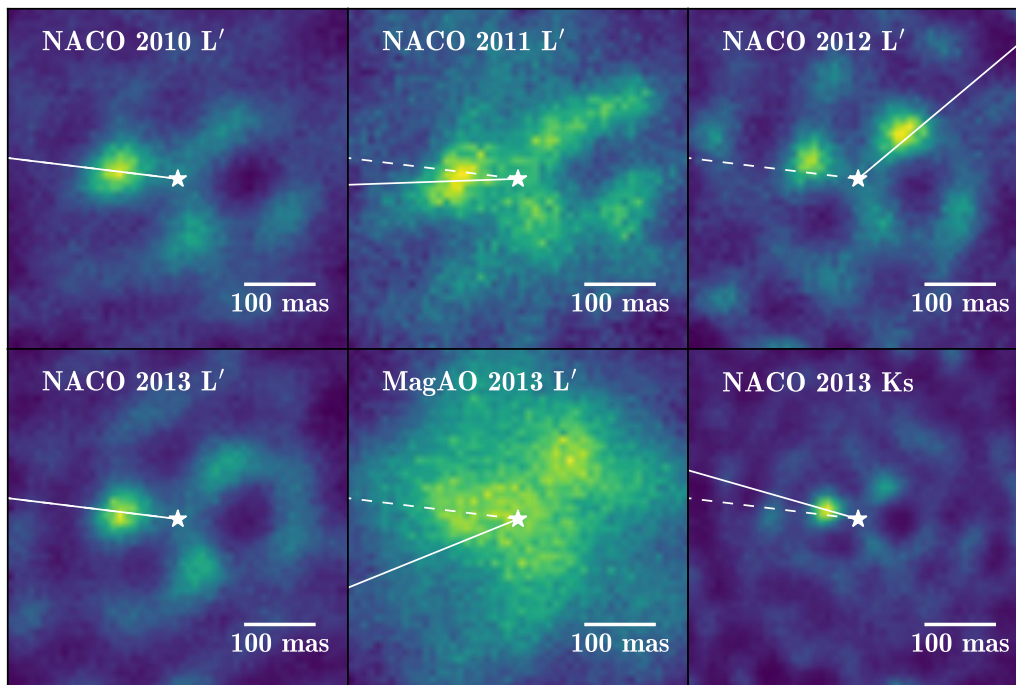 NACO 2010 L′
NACO 2011 L′
NACO 2012 L′
100 mas
100 mas
100 mas
NACO 2013 L′
MagAO 2013 L′
NACO 2013 Ks
100 mas
100 mas
100 mas